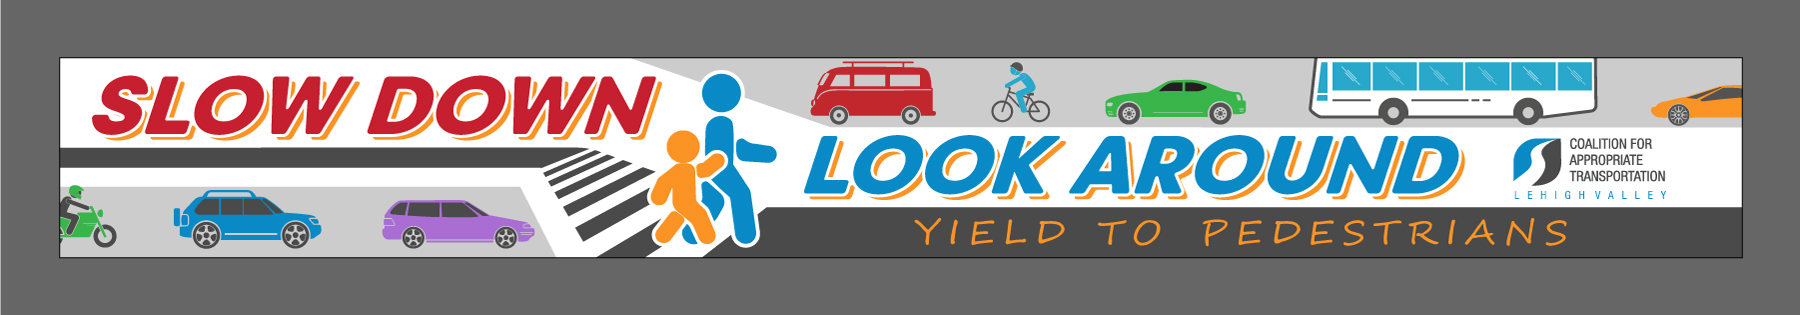 SLOW DOWN
LOOK AROUND
YIELD TO PEDESTRIANS
COALITION FOR
APPROPRIATE
TRANSPORTATION
LEHIGH VALLEY